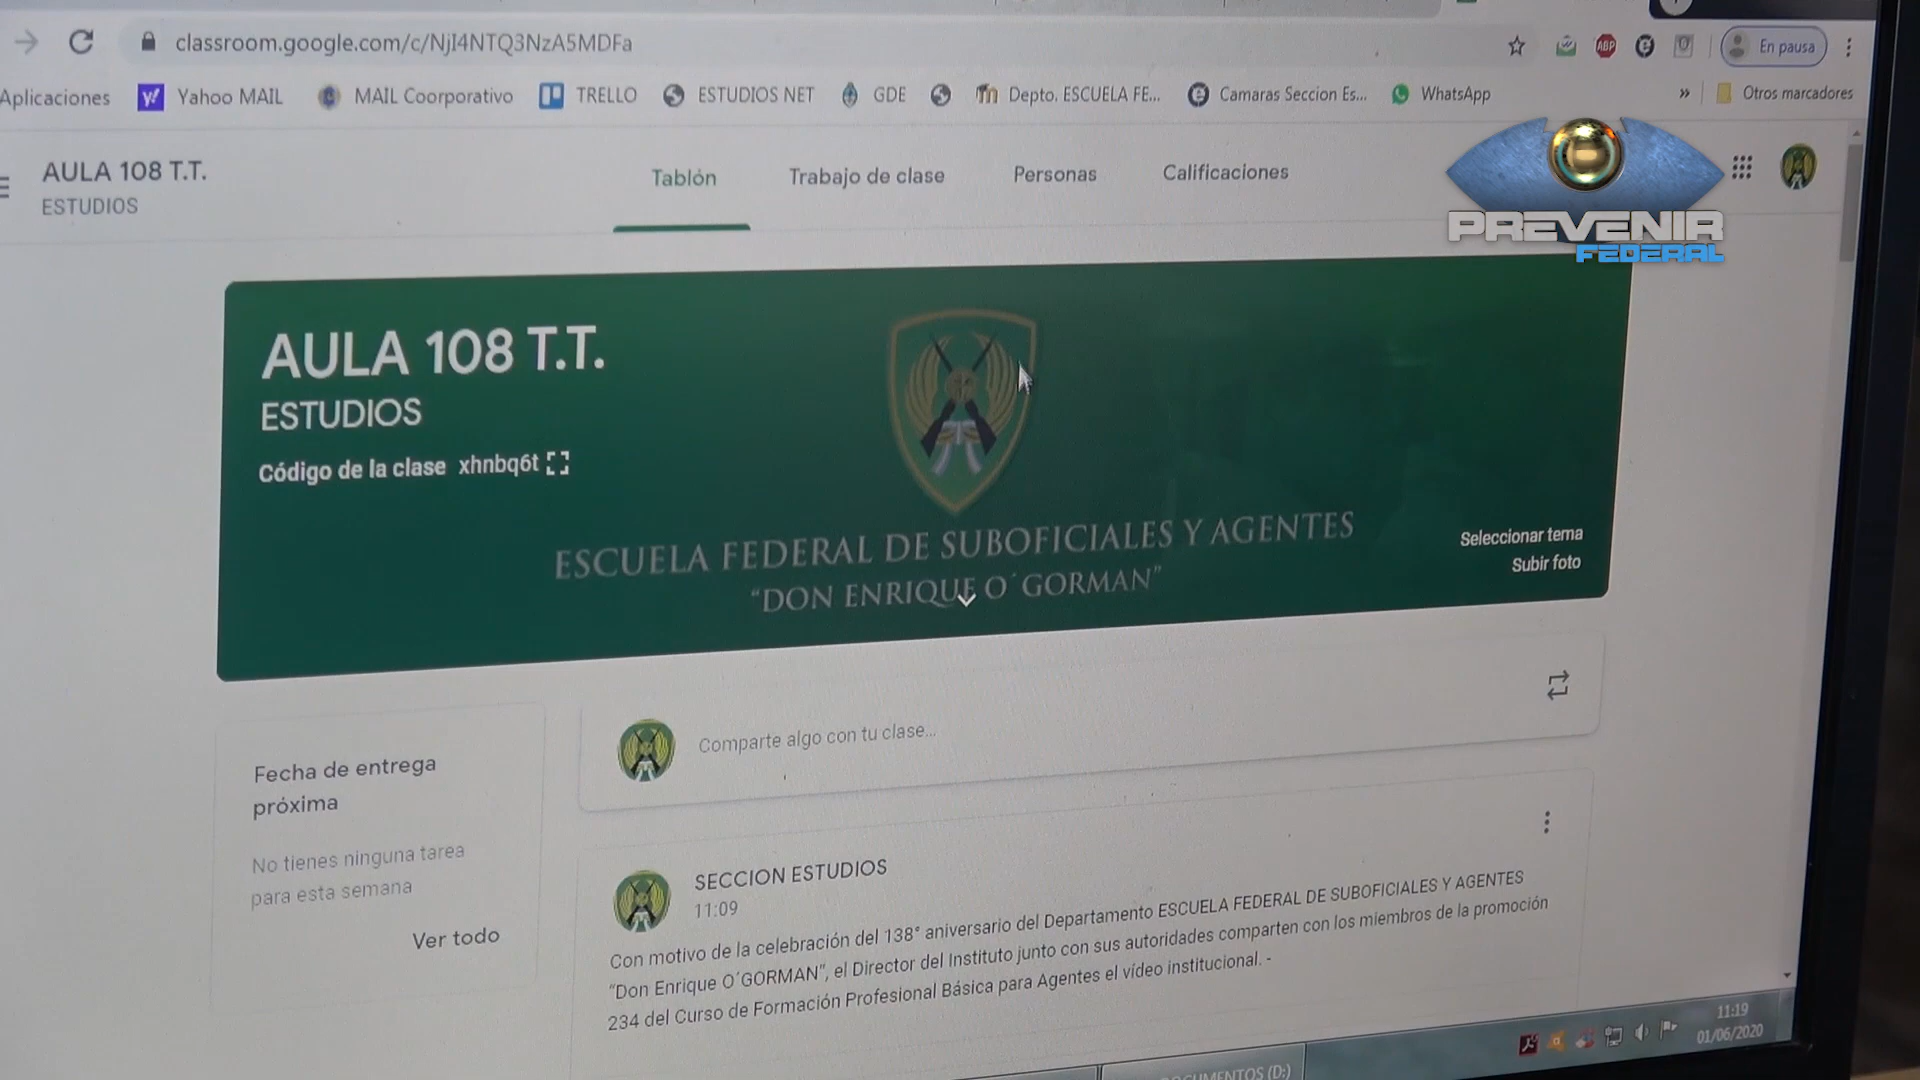 classroom.google.com/c/NjI4NTQ3NzA5MDFa
ABP
En pausa
Aplicaciones
Yahoo MAIL
MAIL Coorporativo
TRELLO
ESTUDIOS NET
GDE
Depto. ESCUELA FE...
Camaras Seccion Es...
WhatsApp
»
Otros marcadores
AULA 108 T.T.
ESTUDIOS
Tablón
Trabajo de clase
Personas
Calificaciones
PREVENIR
FEDERAL
AULA 108 T.T.
ESTUDIOS
Código de la clase xhnbq6t
ESCUELA FEDERAL DE SUBOFICIALES Y AGENTES
“DON ENRIQUE O´GORMAN”
Seleccionar tema
Subir foto
Fecha de entrega
próxima
No tienes ninguna tarea
para esta semana
Ver todo
Comparte algo con tu clase...
SECCION ESTUDIOS
11:09
Con motivo de la celebración del 138° aniversario del Departamento ESCUELA FEDERAL DE SUBOFICIALES Y AGENTES
“Don Enrique O´GORMAN”, el Director del Instituto junto con sus autoridades comparten con los miembros de la promoción
234 del Curso de Formación Profesional Básica para Agentes el vídeo institucional. -
11:19
01/06/2020
DOCUMENTOS (D:)